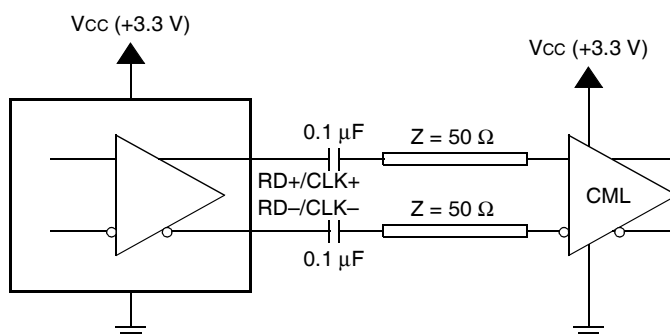 VCC (+3.3 V)
VCC (+3.3 V)
0.1 µF
Z = 50 Ω
RD+/CLK+
CML
RD–/CLK–
Z = 50 Ω
0.1 µF